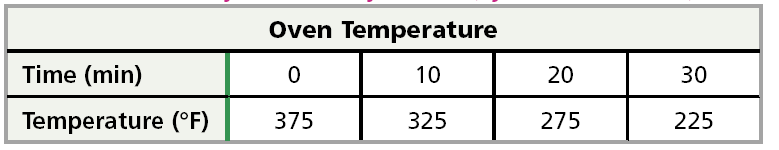 Oven Temperature
Time (min) 0 10 20 30
Temperature (°F) 375 325 275 225